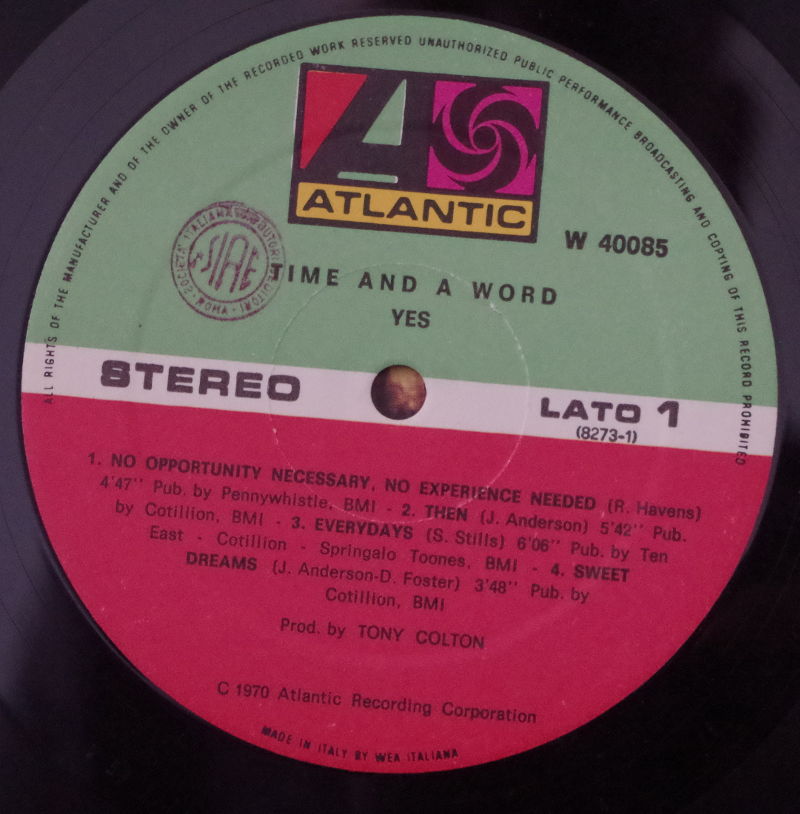 ALL RIGHTS OF THE MANUFACTURER AND OF THE OWNER OF THE RECORDED WORK RESERVED UNAUTHORIZED PUBLIC PERFORMANCE BROADCASTING AND COPYING OF THIS RECORD PROHIBITED
ATLANTIC
W 40085
SOCIETA' ITALIANA AUTORI EDITORI
SIAE
ROMA
TIME AND A WORD
YES
STEREO
LATO 1
(8273-1)
1. NO OPPORTUNITY NECESSARY, NO EXPERIENCE NEEDED (R. Havens)
4'47'' Pub. by Pennywhistle, BMI - 2. THEN (J. Anderson) 5'42'' Pub.
by Cotillion, BMI - 3. EVERYDAYS (S. Stills) 6'06'' Pub. by Ten
East - Cotillion - Springalo Toones, BMI - 4. SWEET
DREAMS (J. Anderson-D. Foster) 3'48'' Pub. by
Cotillion, BMI
Prod. by TONY COLTON
C 1970 Atlantic Recording Corporation
MADE IN ITALY BY WEA ITALIANA